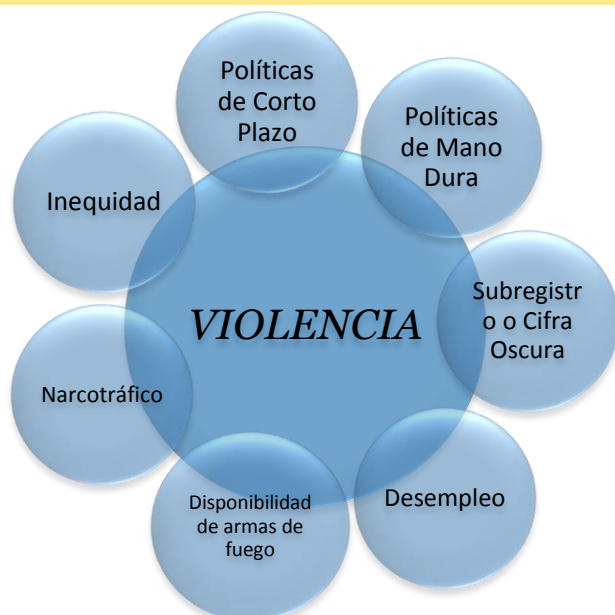 Políticas
de Corto
Plazo
Políticas
de Mano
Dura
Inequidad
Subregistr
o o Cifra
Oscura
VIOLENCIA
Narcotráfico
Desempleo
Disponibilidad
de armas de
fuego